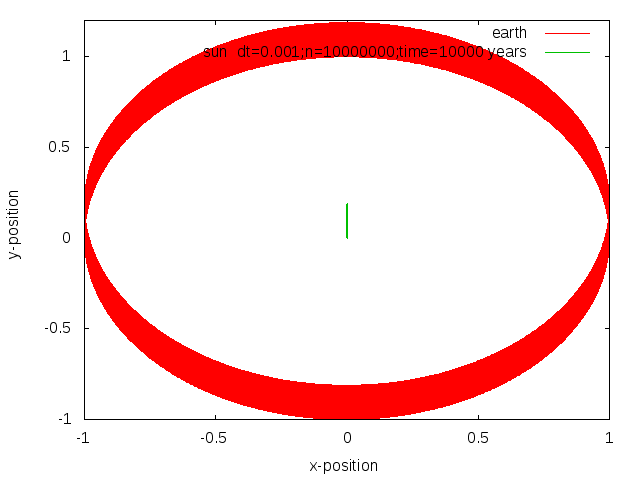 earth
sun dt=0.001;n=10000000;time=10000 years
1
0.5
0
-0.5
-1
y-position
-1
-0.5
0
0.5
1
x-position